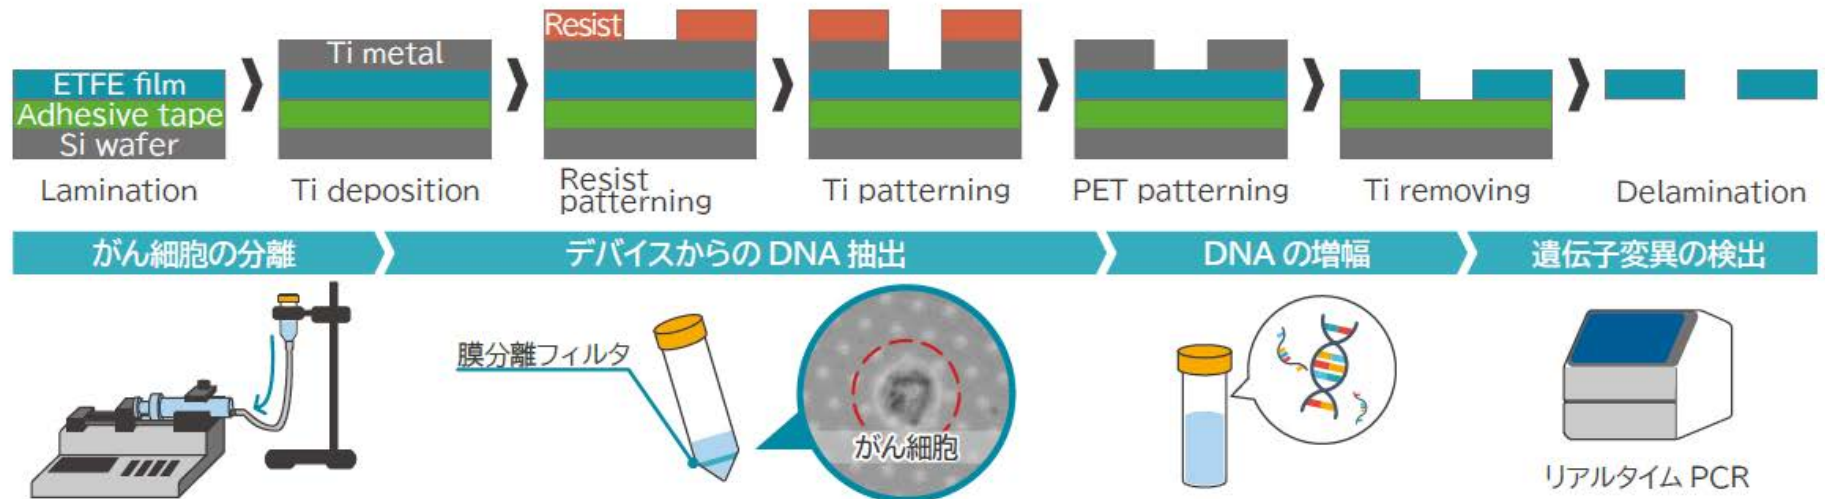 Resist
Ti metal
ETFE film
Adhesive tape
Si wafer
Lamination
Ti deposition
Resist
patterning
Ti patterning
PET patterning
Ti removing
Delamination
がん細胞の分離
デバイスからの DNA 抽出
DNA の増幅
遺伝子変異の検出
膜分離フィルタ
がん細胞
リアルタイム PCR